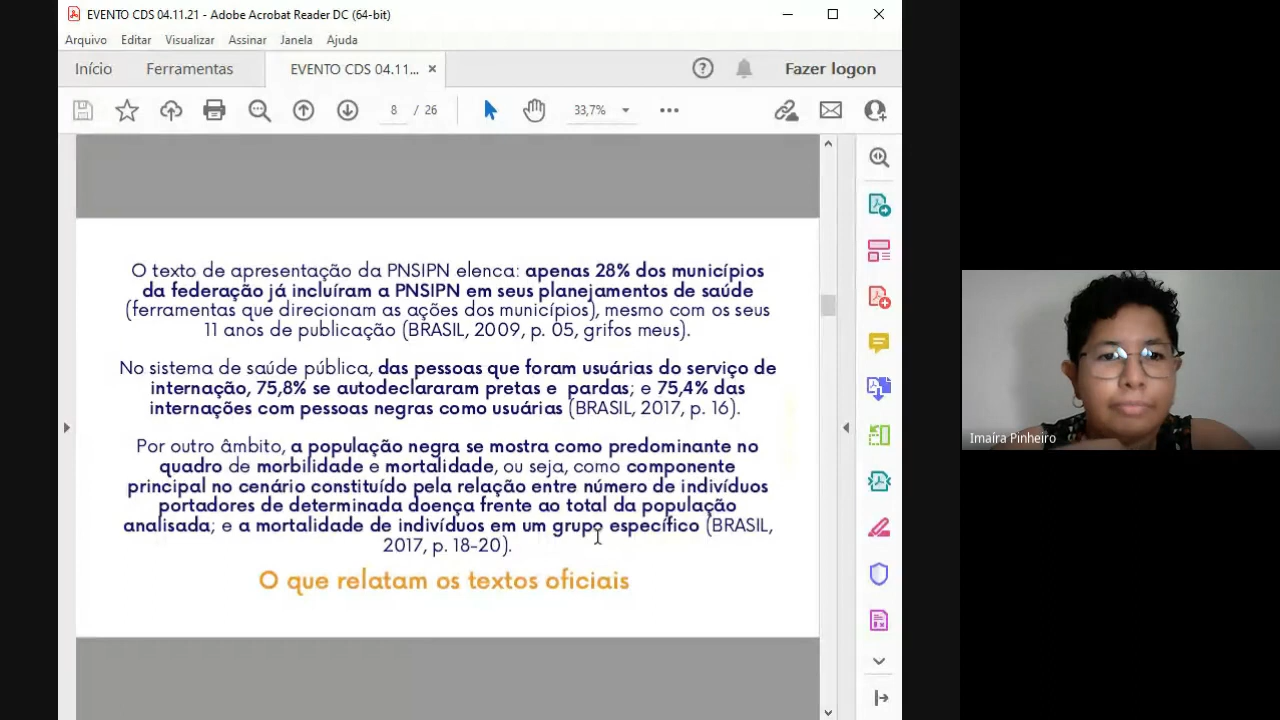 EVENTO CDS 04.11.21 - Adobe Acrobat Reader DC (64-bit)
Arquivo Editar Visualizar Assinar Janela Ajuda
Início Ferramentas EVENTO CDS 04.11... × Fazer logon
8 / 26 33,7%
O texto de apresentação da PNSIPN elenca: apenas 28% dos municípios
da federação já incluíram a PNSIPN em seus planejamentos de saúde
(ferramentas que direcionam as ações dos municípios), mesmo com os seus
11 anos de publicação (BRASIL, 2009, p. 05, grifos meus).
No sistema de saúde pública, das pessoas que foram usuárias do serviço de
internação, 75,8% se autodeclararam pretas e pardas; e 75,4% das
internações com pessoas negras como usuárias (BRASIL, 2017, p. 16).
Por outro âmbito, a população negra se mostra como predominante no
quadro de morbilidade e mortalidade, ou seja, como componente
principal no cenário constituído pela relação entre número de indivíduos
portadores de determinada doença frente ao total da população
analisada; e a mortalidade de indivíduos em um grupo específico (BRASIL,
2017, p. 18-20).
O que relatam os textos oficiais
Imaíra Pinheiro